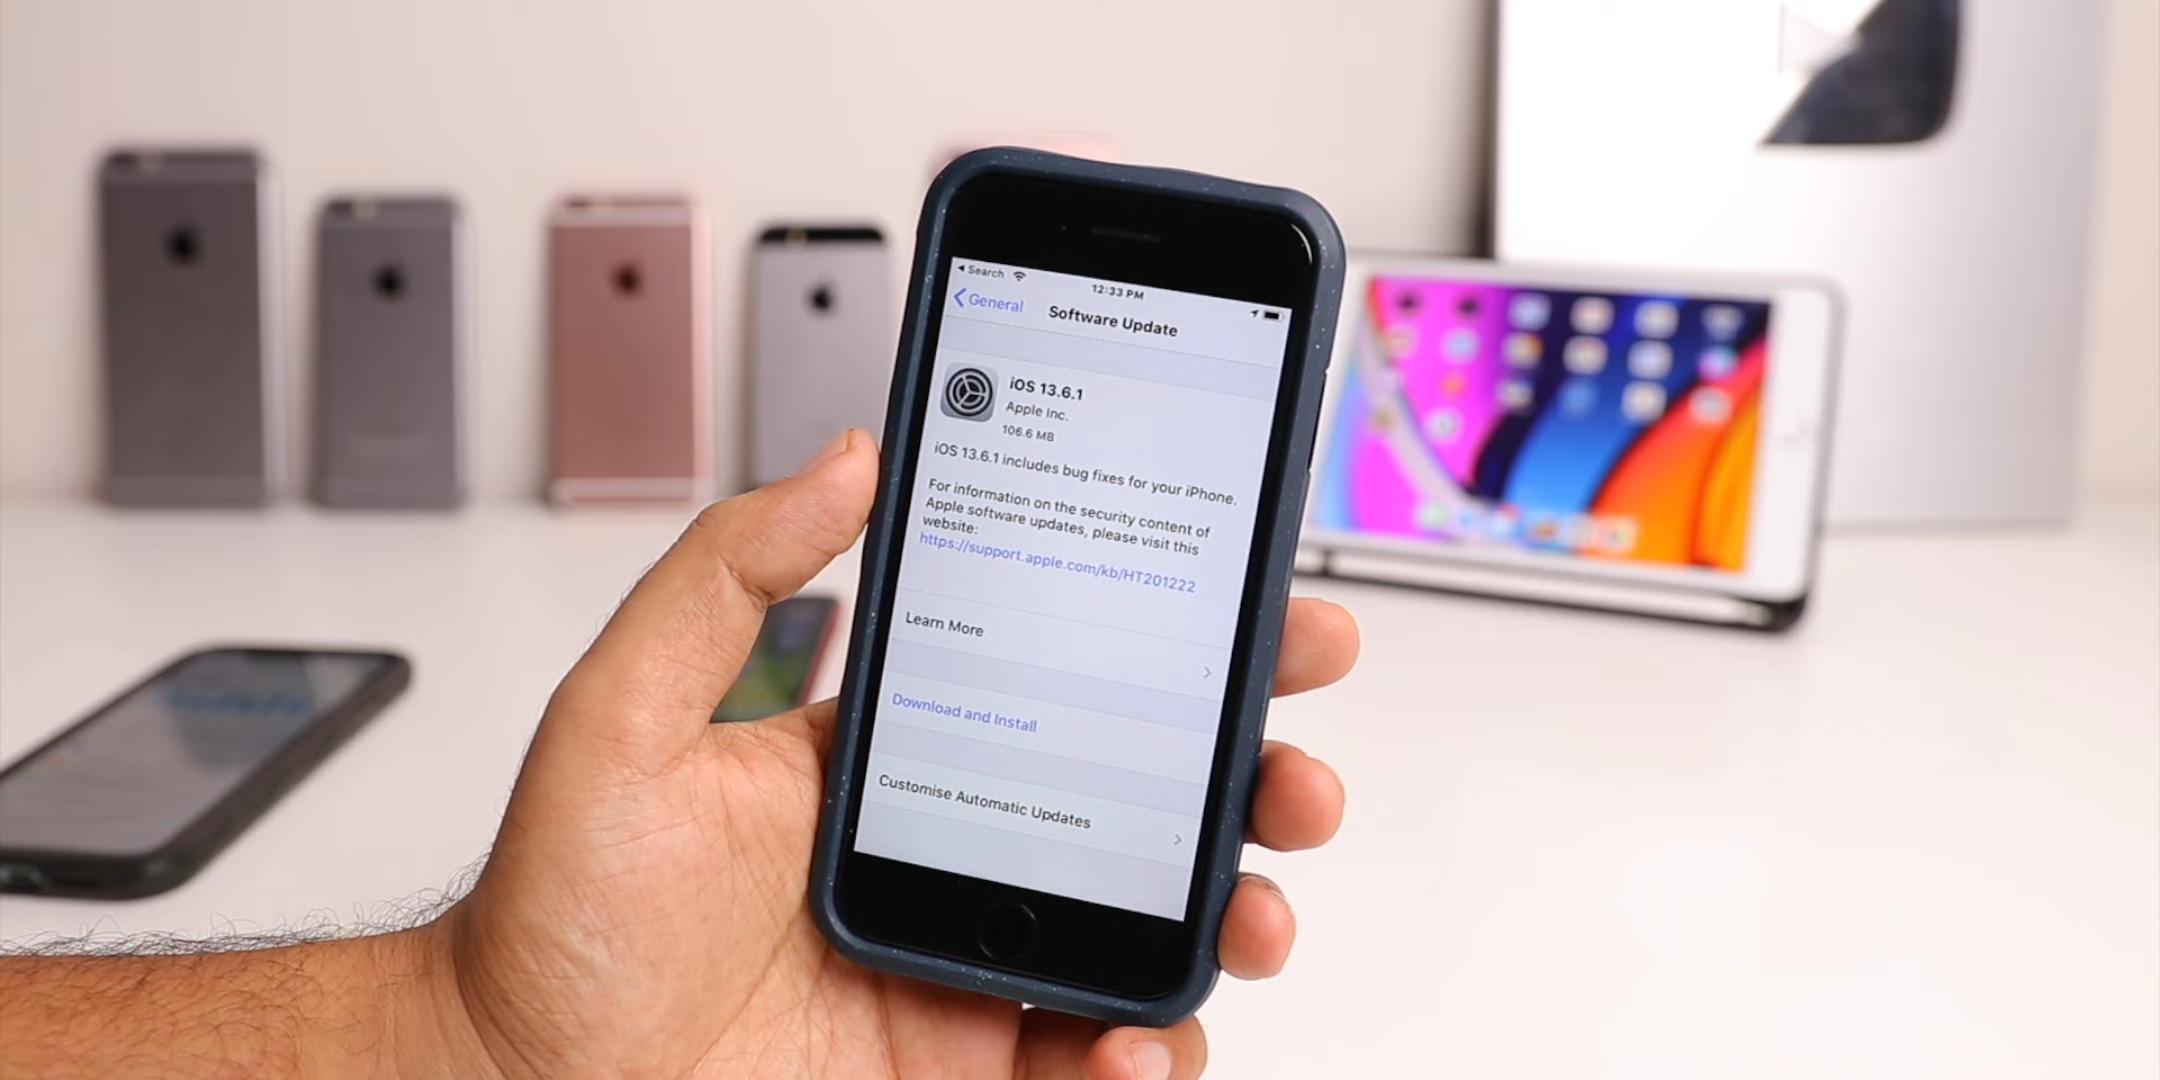 Search
12:33 PM
General
Software Update
iOS 13.6.1
Apple Inc.
106.6 MB
iOS 13.6.1 includes bug fixes for your iPhone.
For information on the security content of
Apple software updates, please visit this
website:
https://support.apple.com/kb/HT201222
Learn More
Download and Install
Customise Automatic Updates